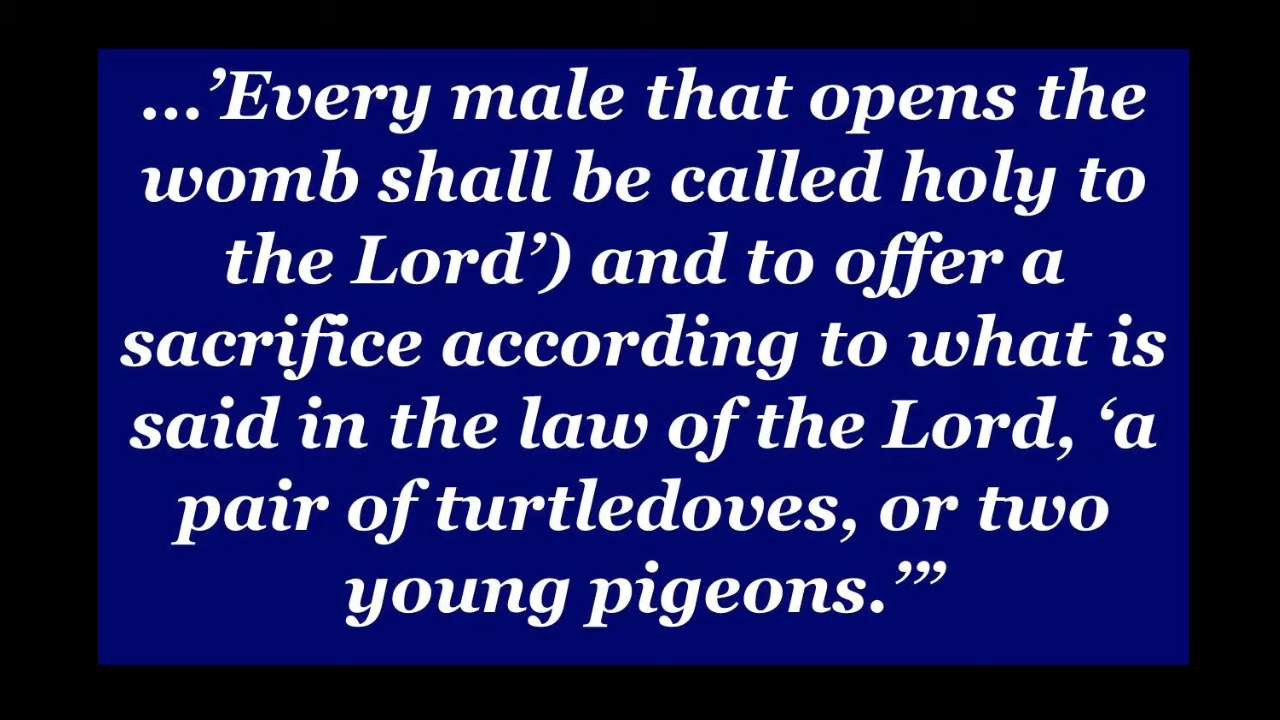 ...’Every male that opens the
womb shall be called holy to
the Lord’) and to offer a
sacrifice according to what is
said in the law of the Lord, ‘a
pair of turtledoves, or two
young pigeons.’”